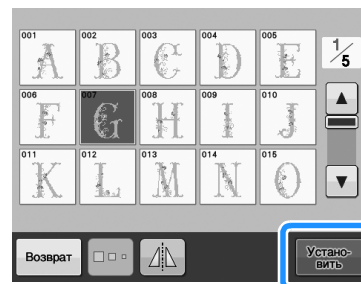 001 002 003 004 005
A B C D E
1/5
006 007 008 009 010
F G H I J
011 012 013 014 015
K L M N O
Возврат
Устано-
вить